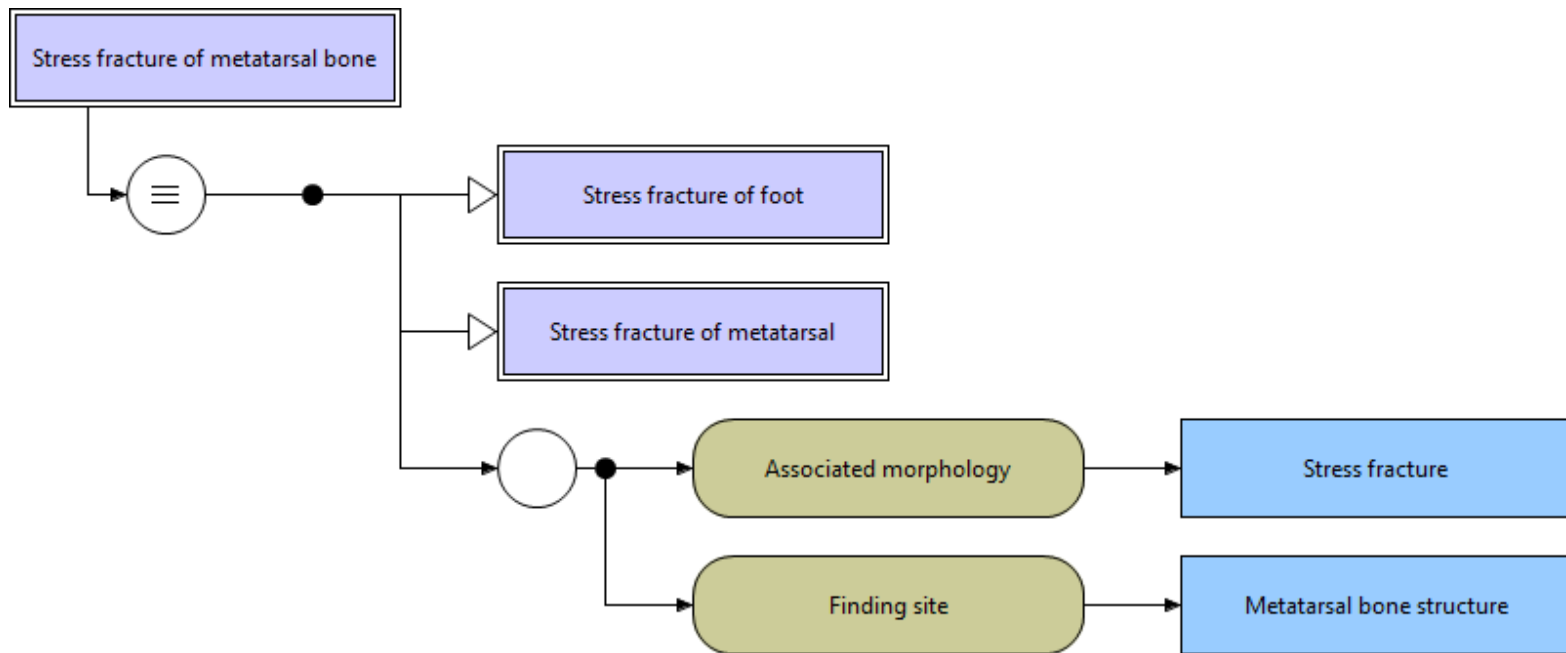 Stress fracture of metatarsal bone
Stress fracture of foot
Stress fracture of metatarsal
Associated morphology
Stress fracture
Finding site
Metatarsal bone structure